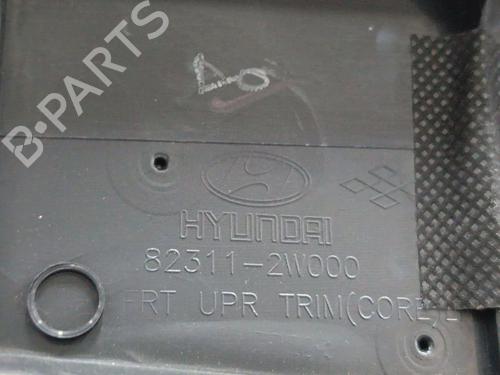 B-PARTS
HYUNDAI
82311-2W000
FRT UPR TRIM(CORE)L